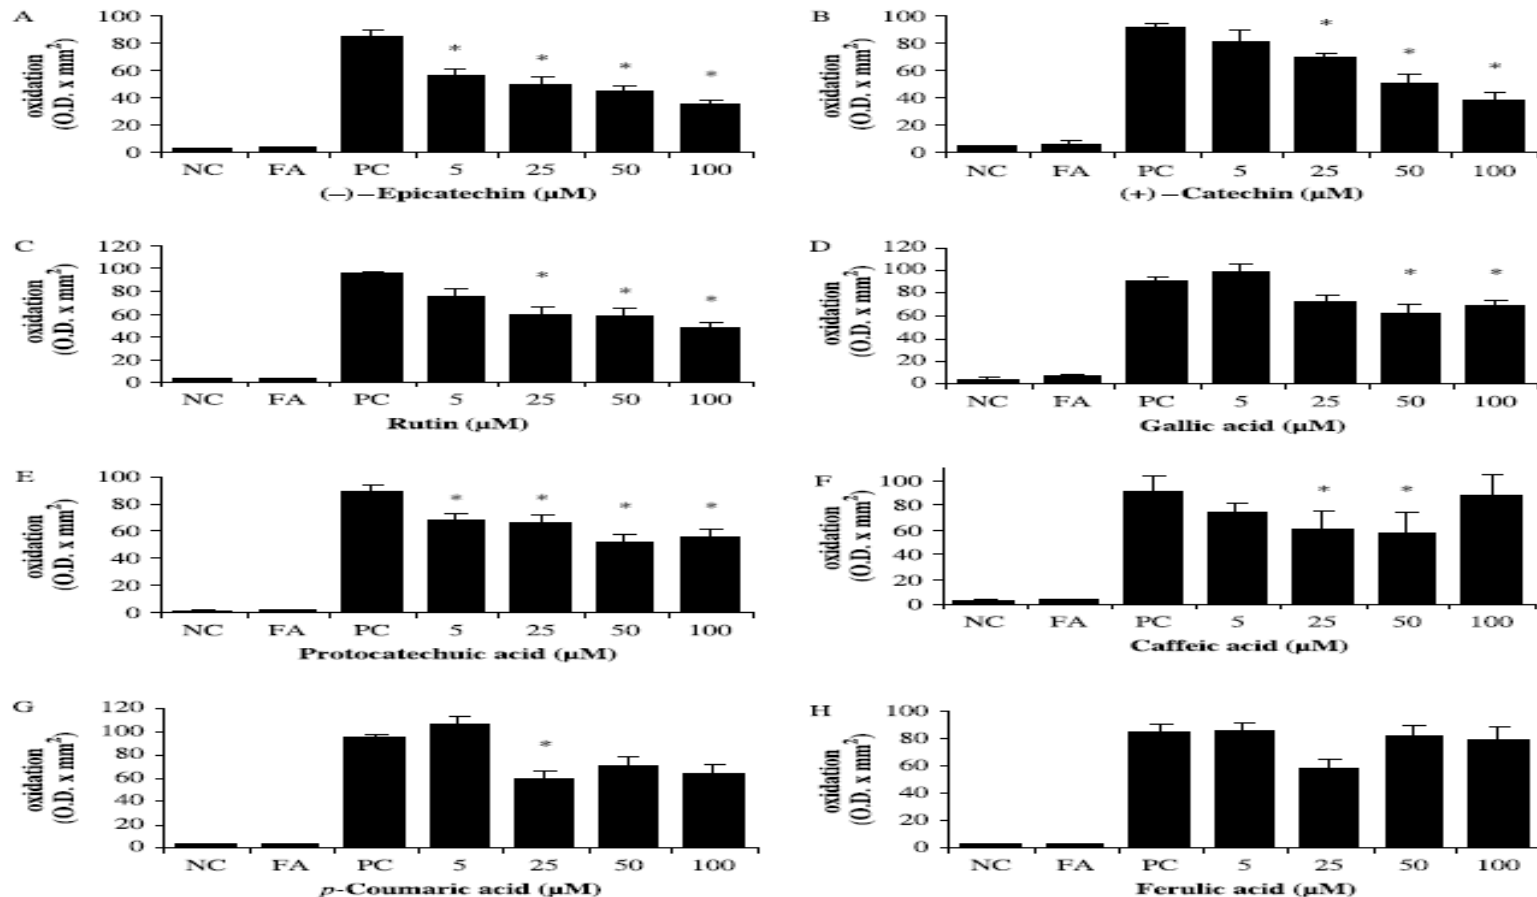 A
100
80
60
40
20
0
oxidation
(O.D. x mm²)
* * * *
NC FA PC 5 25 50 100
(–)–Epicatechin (µM)
B
100
80
60
40
20
0
oxidation
(O.D. x mm²)
* * *
NC FA PC 5 25 50 100
(+)–Catechin (µM)
C
120
100
80
60
40
20
0
oxidation
(O.D. x mm²)
* * *
NC FA PC 5 25 50 100
Rutin (µM)
D
120
100
80
60
40
20
0
oxidation
(O.D. x mm²)
* *
NC FA PC 5 25 50 100
Gallic acid (µM)
E
100
80
60
40
20
0
oxidation
(O.D. x mm²)
* * * *
NC FA PC 5 25 50 100
Protocatechuic acid (µM)
F
100
80
60
40
20
0
oxidation
(O.D. x mm²)
* *
NC FA PC 5 25 50 100
Caffeic acid (µM)
G
120
100
80
60
40
20
0
oxidation
(O.D. x mm²)
*
NC FA PC 5 25 50 100
p-Coumaric acid (µM)
H
100
80
60
40
20
0
oxidation
(O.D. x mm²)
NC FA PC 5 25 50 100
Ferulic acid (µM)